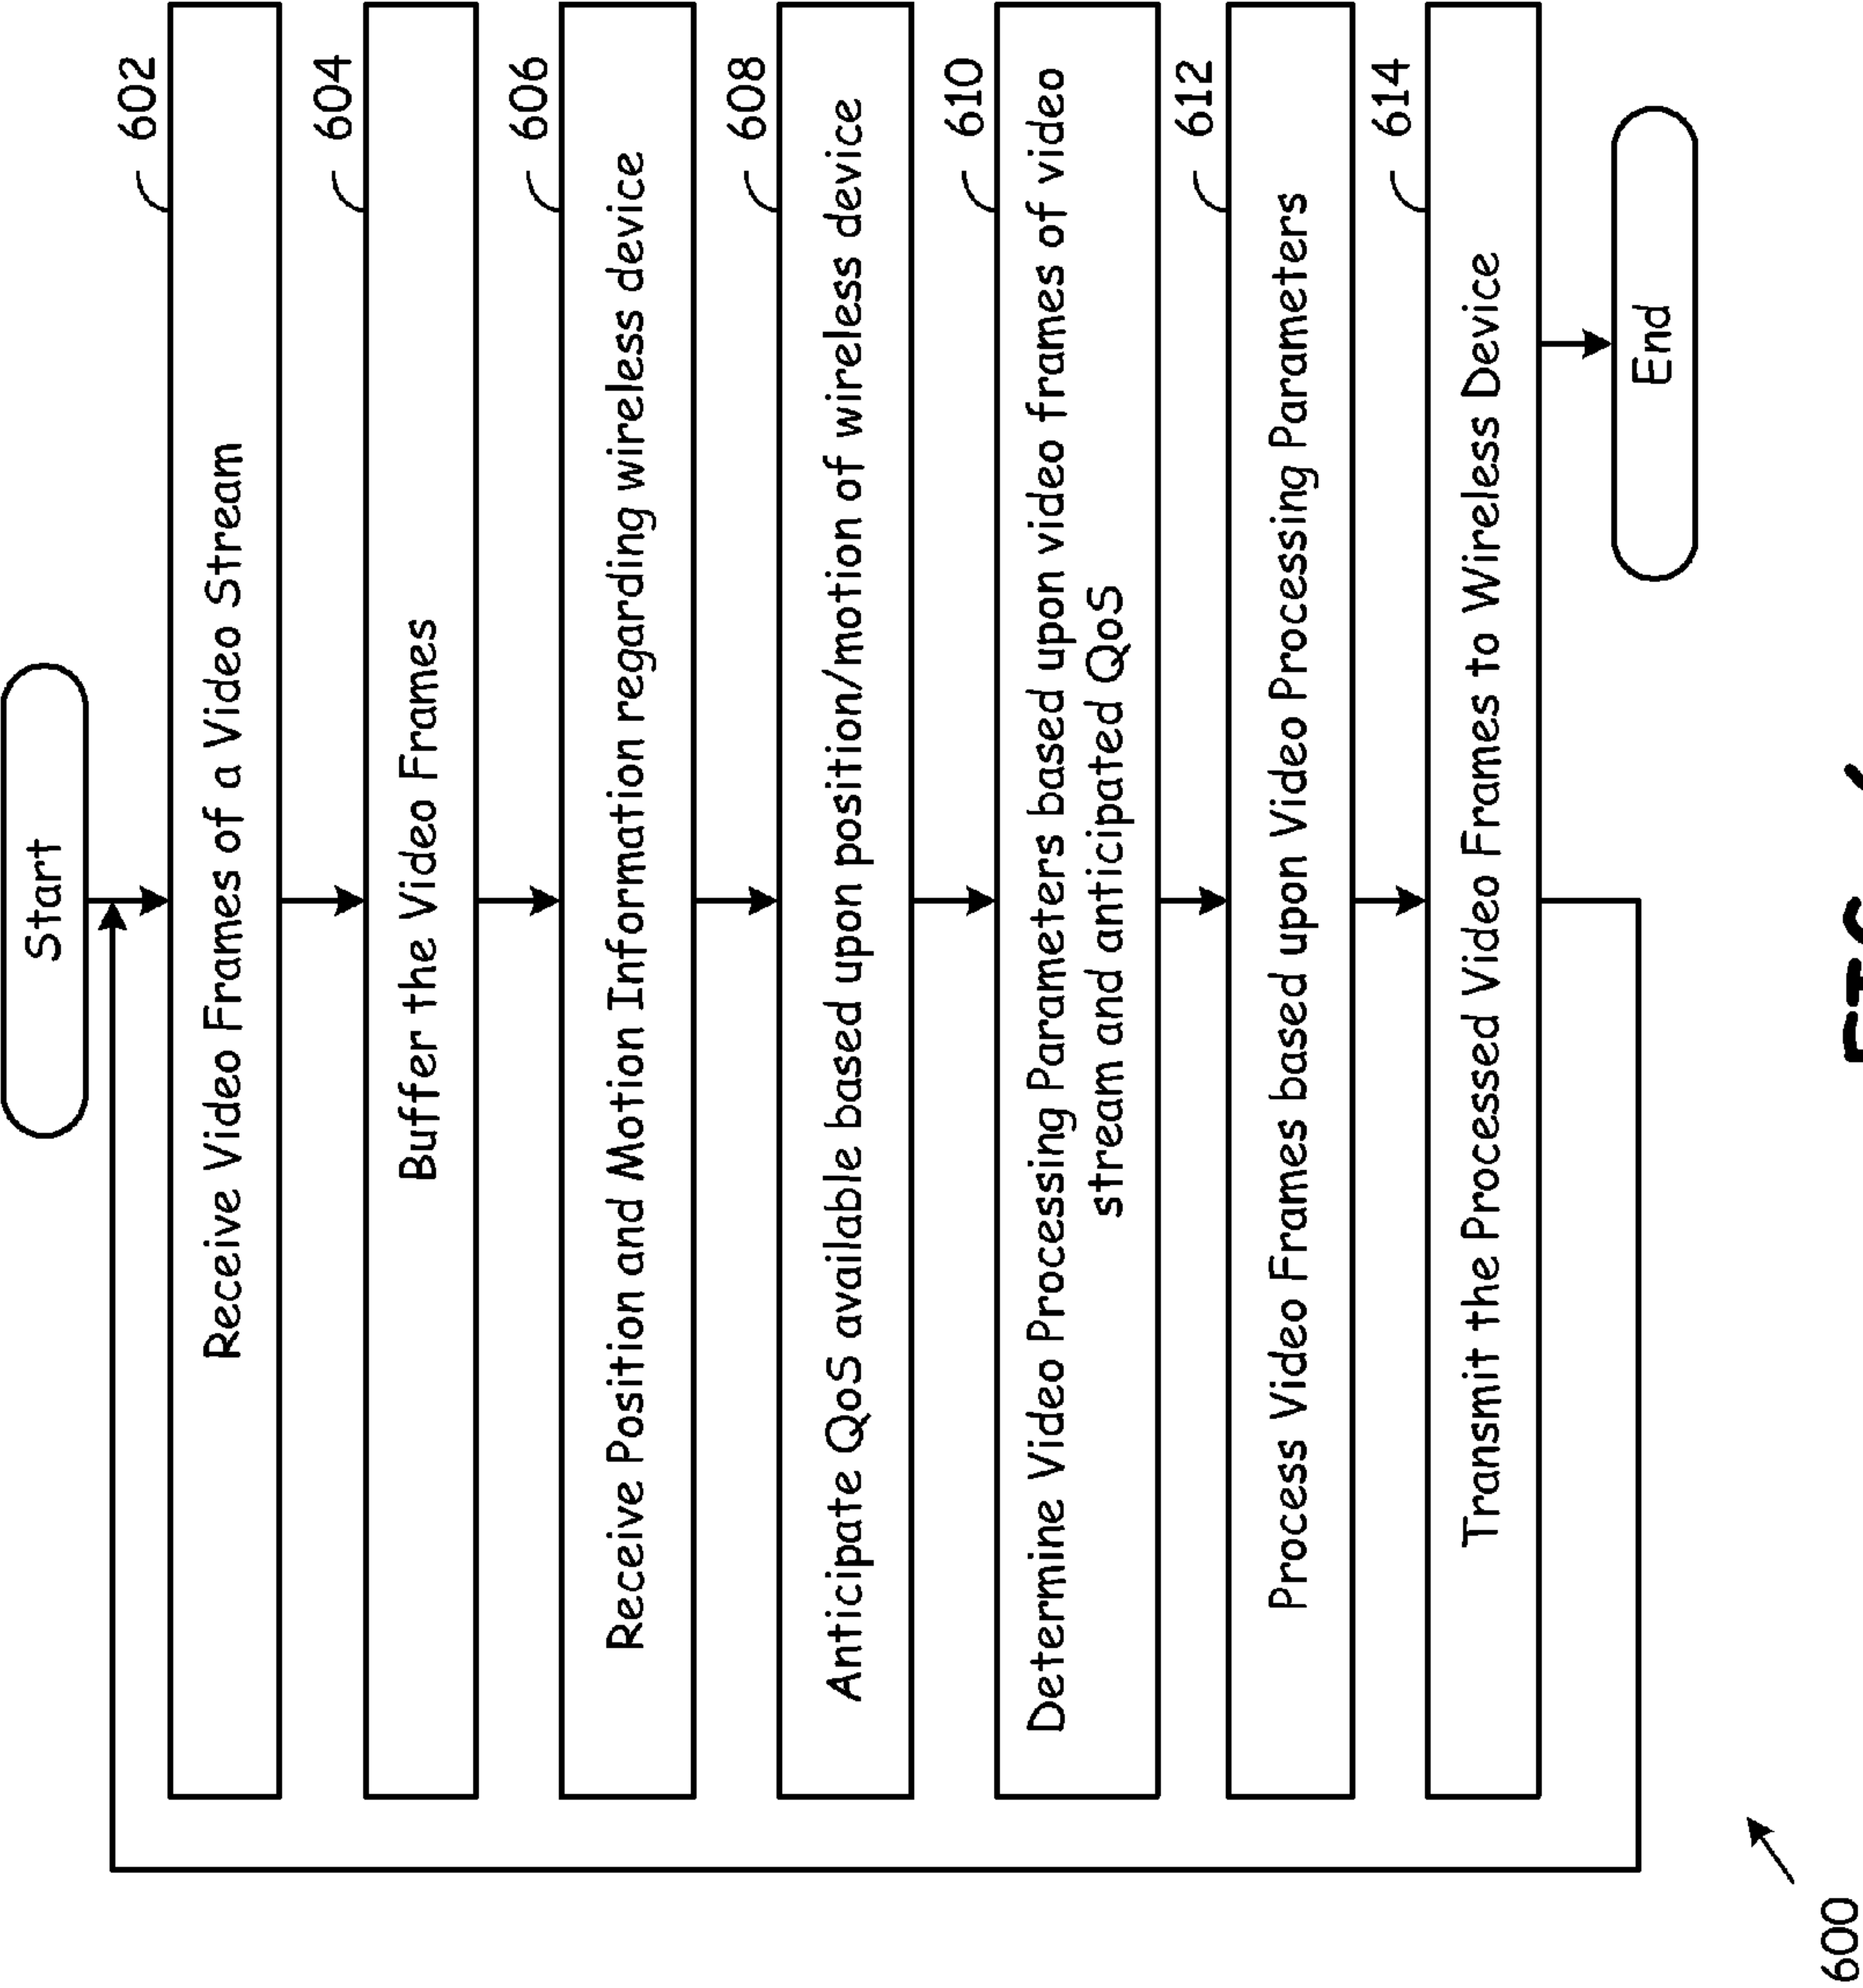 Start
602
Receive Video Frames of a Video Stream
604
Buffer the Video Frames
606
Receive Position and Motion Information regarding wireless device
608
Anticipate QoS available based upon position/motion of wireless device
610
Determine Video Processing Parameters based upon video frames of video
stream and anticipated QoS
612
Process Video Frames based upon Video Processing Parameters
614
Transmit the Processed Video Frames to Wireless Device
End
600